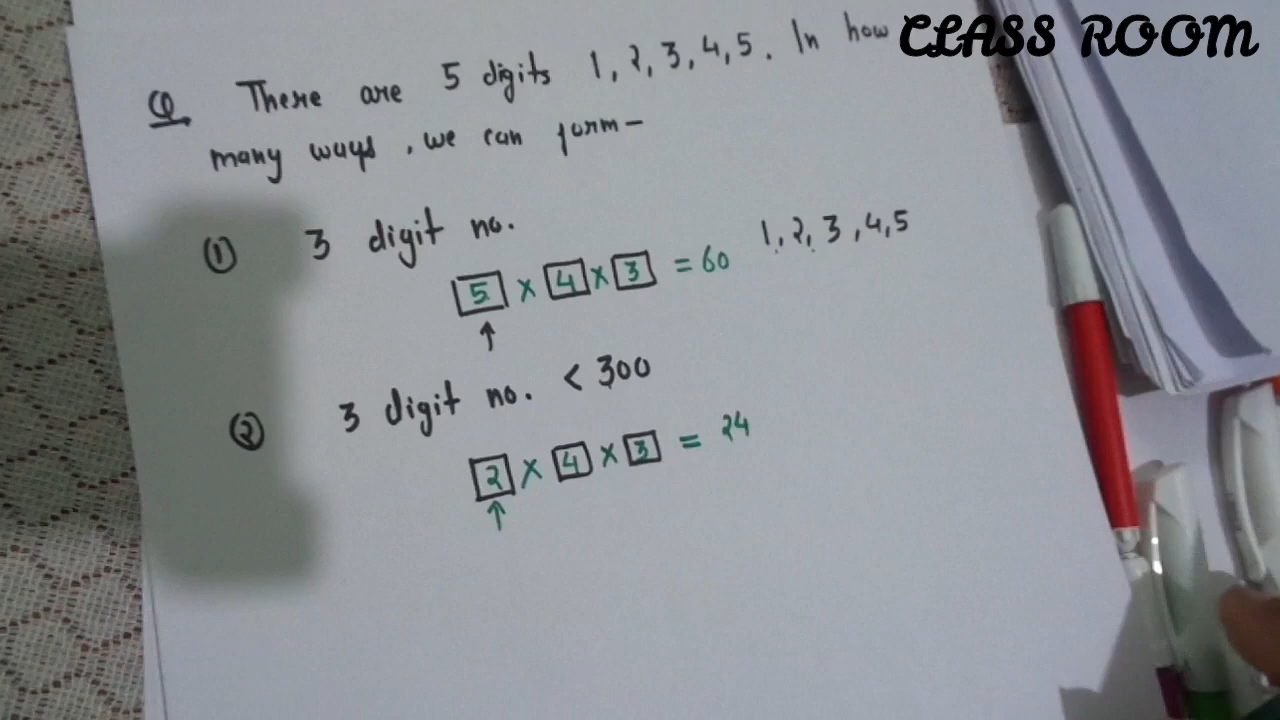 CLASS ROOM
Q There are 5 digits 1, 2, 3, 4, 5. In how
many ways, we can form-
① 3 digit no.
5 × 4 × 3 = 60 1, 2, 3, 4, 5
↑
② 3 digit no. < 300
2 × 4 × 3 = 24
↑